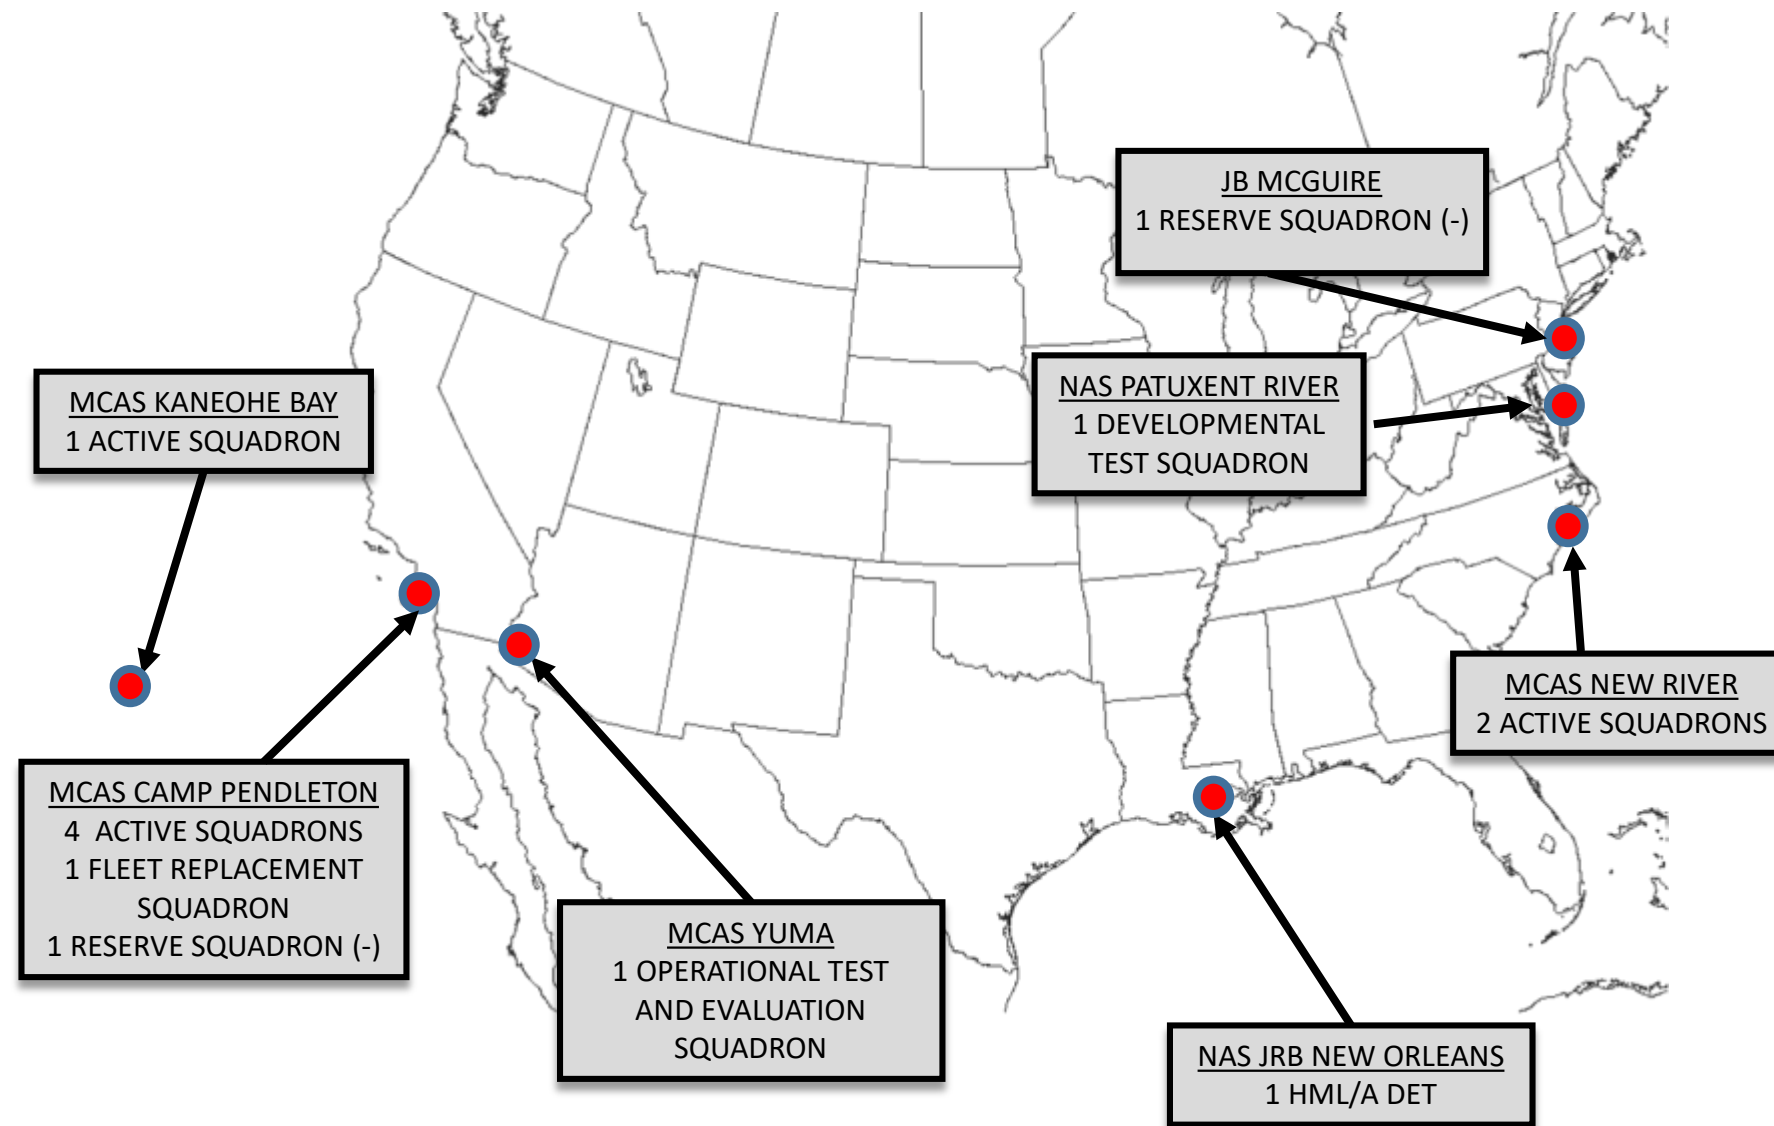 JB MCGUIRE
1 RESERVE SQUADRON (-)
NAS PATUXENT RIVER
1 DEVELOPMENTAL
TEST SQUADRON
MCAS KANEOHE BAY
1 ACTIVE SQUADRON
MCAS NEW RIVER
2 ACTIVE SQUADRONS
MCAS CAMP PENDLETON
4 ACTIVE SQUADRONS
1 FLEET REPLACEMENT
SQUADRON
1 RESERVE SQUADRON (-)
MCAS YUMA
1 OPERATIONAL TEST
AND EVALUATION
SQUADRON
NAS JRB NEW ORLEANS
1 HML/A DET